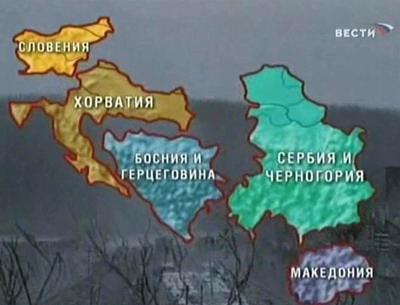 ВЕСТИ
СЛОВЕНИЯ
ХОРВАТИЯ
БОСНИЯ И
ГЕРЦЕГОВИНА
СЕРБИЯ И
ЧЕРНОГОРИЯ
МАКЕДОНИЯ